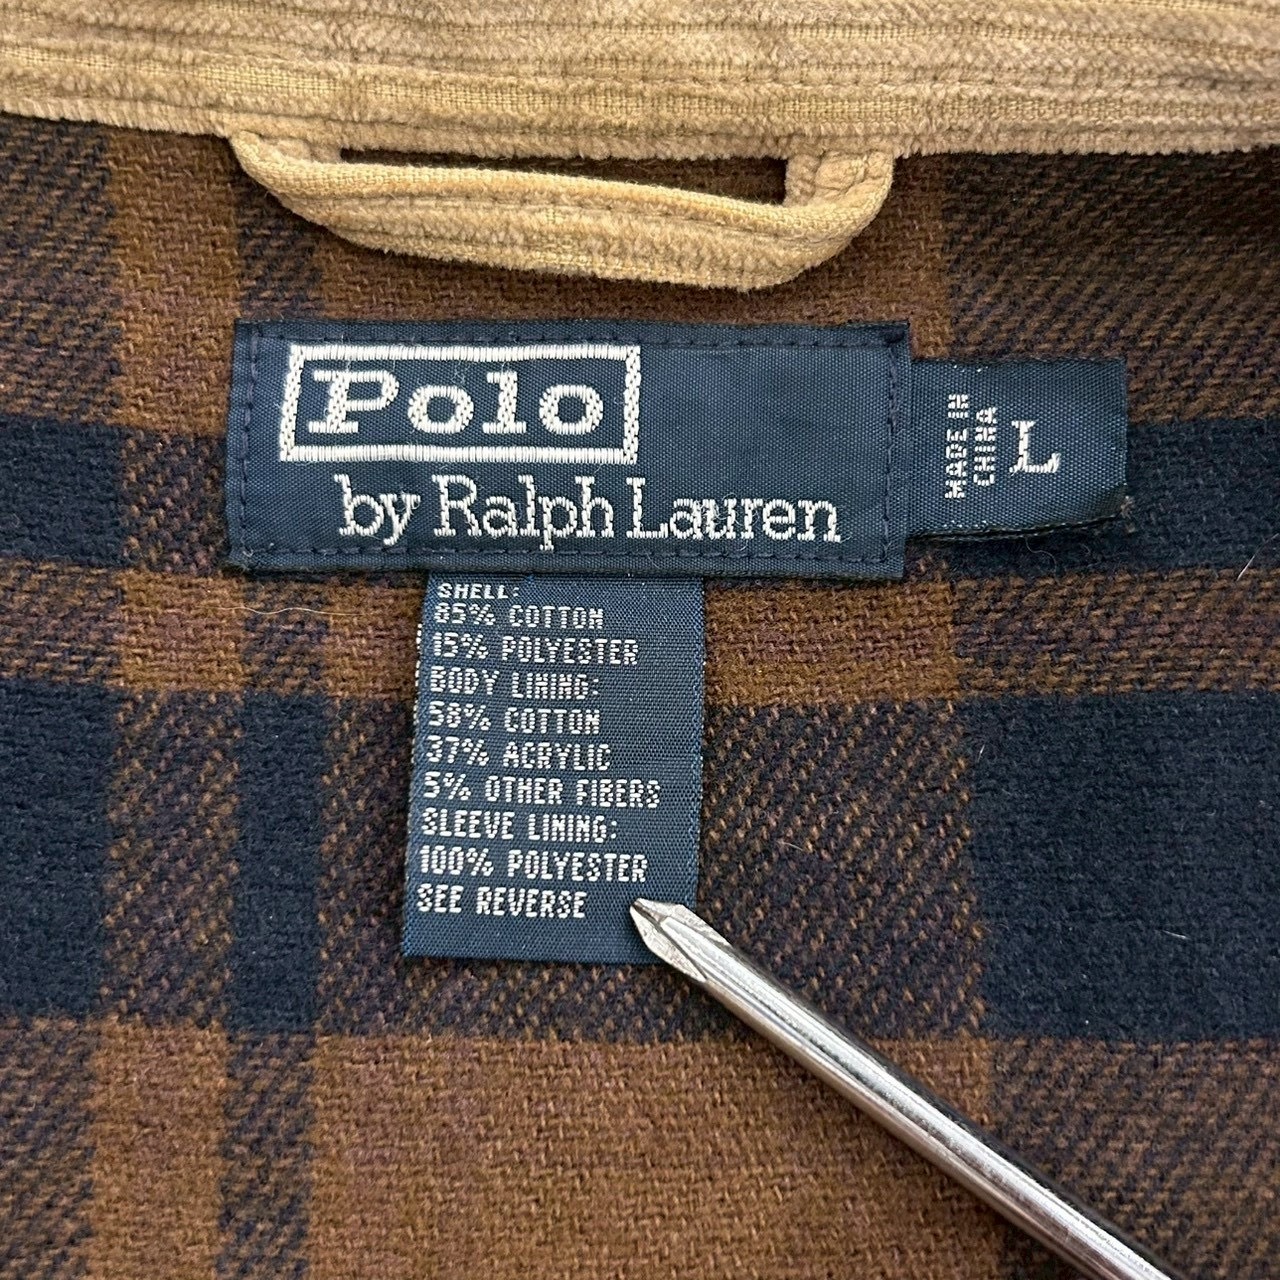 Polo
by Ralph Lauren
MADE IN
CHINA
L
SHELL:
85% COTTON
15% POLYESTER
BODY LINING:
58% COTTON
37% ACRYLIC
5% OTHER FIBERS
SLEEVE LINING:
100% POLYESTER
SEE REVERSE